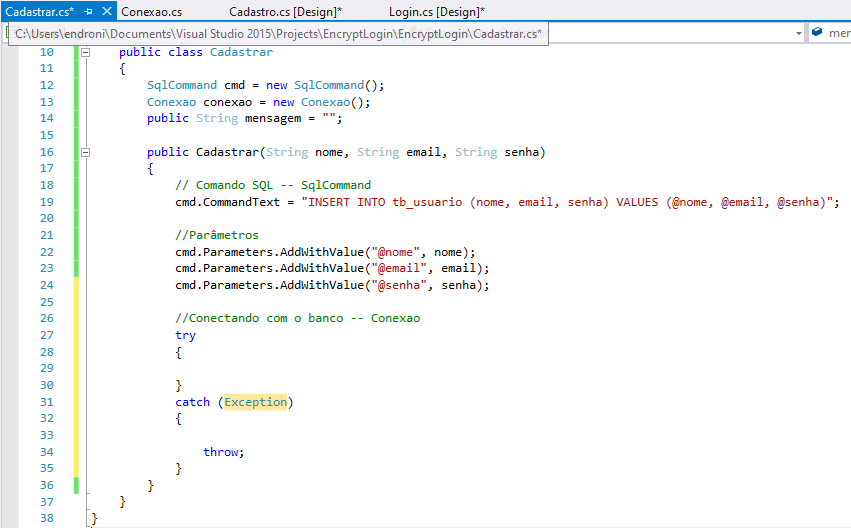 Cadastrar.cs* Conexao.cs Cadastro.cs [Design]* Login.cs [Design]*
C:\Users\endroni\Documents\Visual Studio 2015\Projects\EncryptLogin\EncryptLogin\Cadastrar.cs*
10 public class Cadastrar
11 {
12 SqlCommand cmd = new SqlCommand();
13 Conexao conexao = new Conexao();
14 public String mensagem = "";
15
16 public Cadastrar(String nome, String email, String senha)
17 {
18 // Comando SQL -- SqlCommand
19 cmd.CommandText = "INSERT INTO tb_usuario (nome, email, senha) VALUES (@nome, @email, @senha)";
20
21 //Parâmetros
22 cmd.Parameters.AddWithValue("@nome", nome);
23 cmd.Parameters.AddWithValue("@email", email);
24 cmd.Parameters.AddWithValue("@senha", senha);
25
26 //Conectando com o banco -- Conexao
27 try
28 {
29
30 }
31 catch (Exception)
32 {
33
34 throw;
35 }
36 }
37 }
38 }